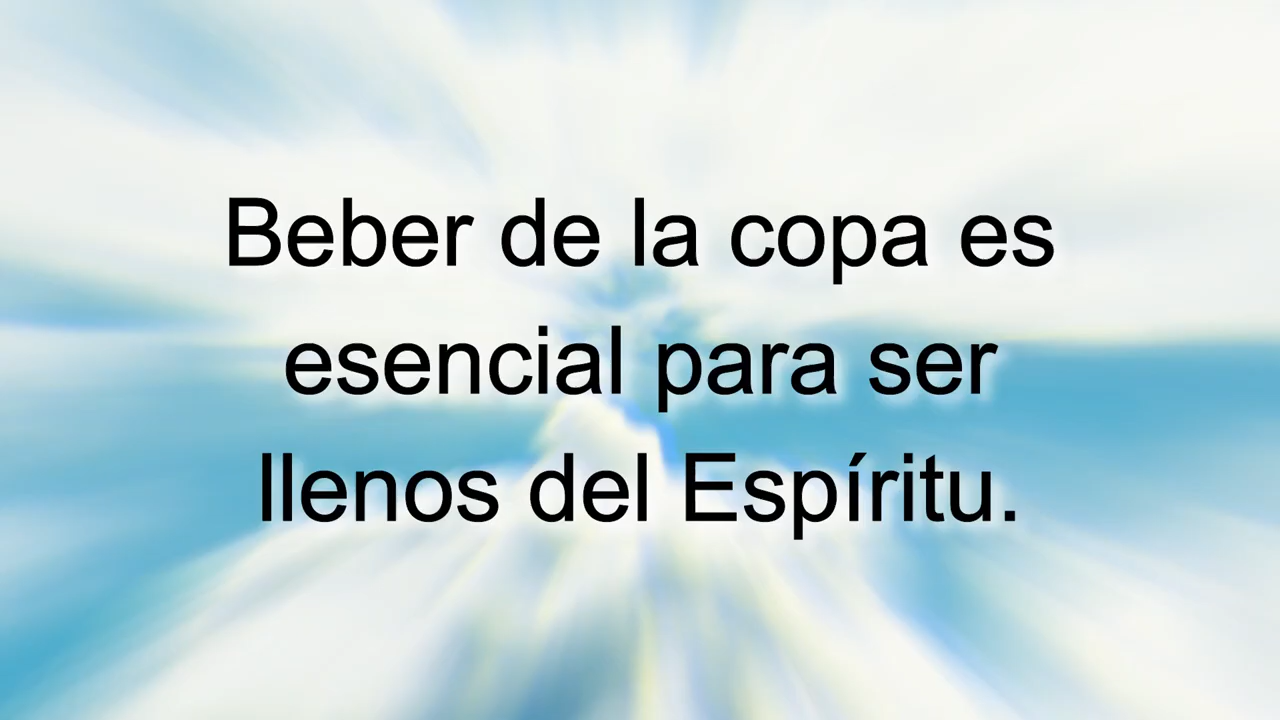 Beber de la copa es
esencial para ser
llenos del Espíritu.